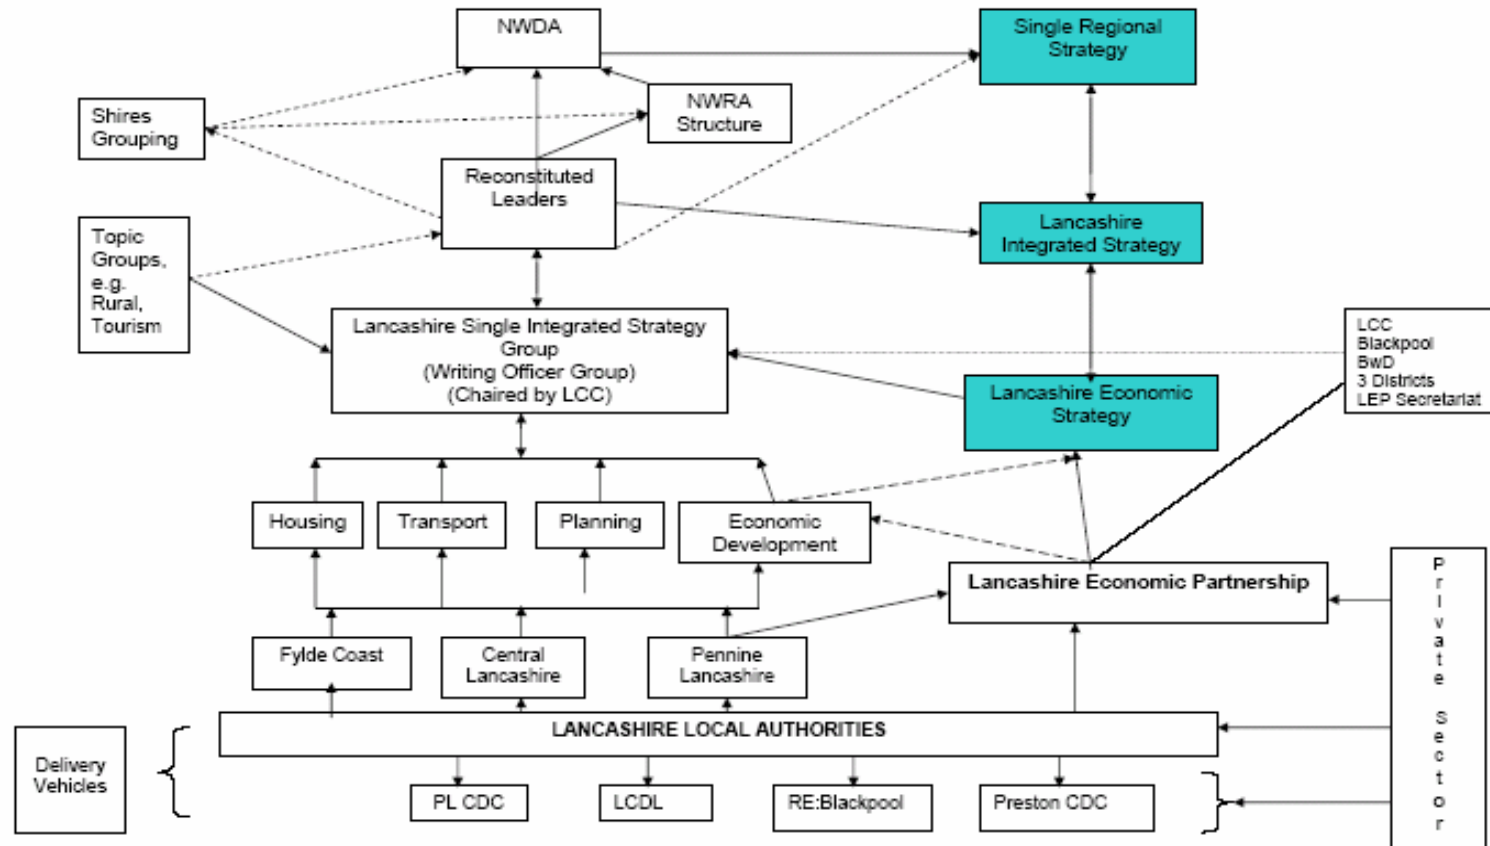 NWDA
Single Regional
Strategy
Shires
Grouping
NWRA
Structure
Reconstituted
Leaders
Topic
Groups,
e.g.
Rural,
Tourism
Lancashire
Integrated Strategy
Lancashire Single Integrated Strategy
Group
(Writing Officer Group)
(Chaired by LCC)
LCC
Blackpool
BwD
3 Districts
LEP Secretariat
Lancashire Economic
Strategy
Housing
Transport
Planning
Economic
Development
Lancashire Economic Partnership
Private Sector
Fylde Coast
Central
Lancashire
Pennine
Lancashire
LANCASHIRE LOCAL AUTHORITIES
Delivery
Vehicles
PL CDC
LCDL
RE:Blackpool
Preston CDC